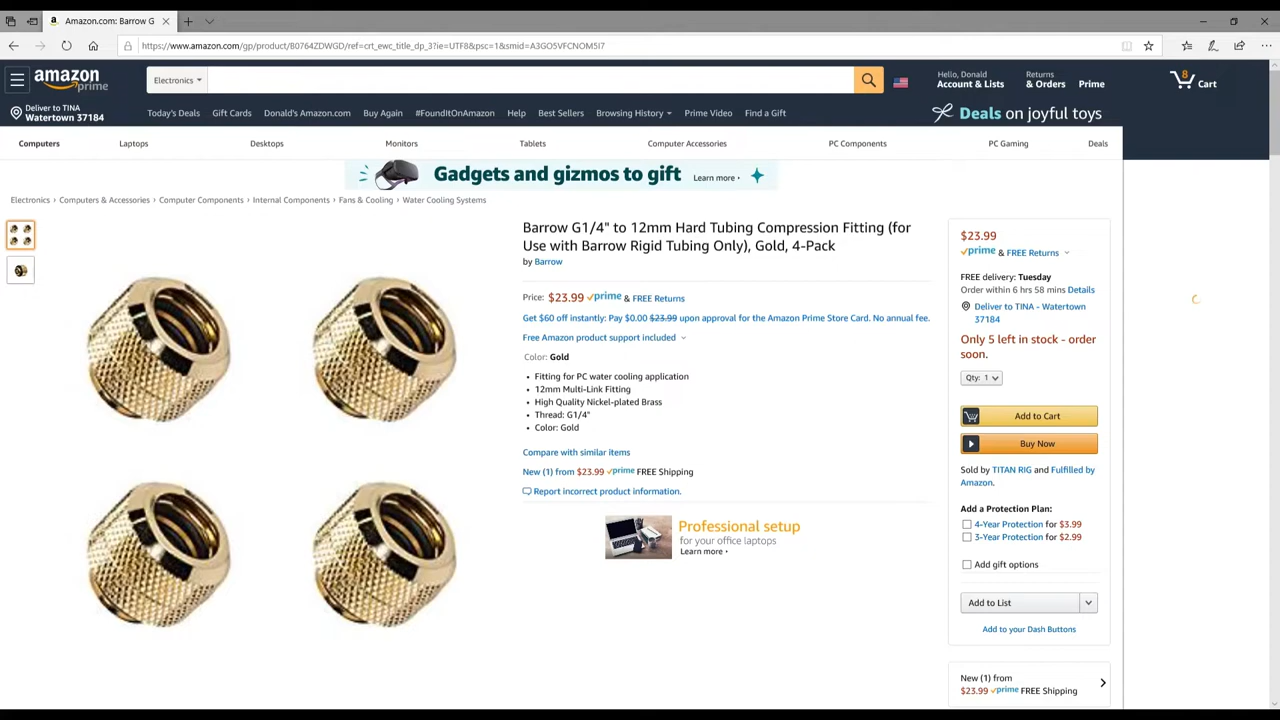 Amazon.com: Barrow G
https://www.amazon.com/gp/product/B0764ZDWGD/ref=crt_ewc_title_dp_3?ie=UTF8&psc=1&smid=A3GO5VFCNOM5I7
amazon prime
Electronics
Hello, Donald
Account & Lists
Returns
& Orders
Prime
8
Cart
Deliver to TINA
Watertown 37184
Today's Deals Gift Cards Donald's Amazon.com Buy Again #FoundItOnAmazon Help Best Sellers Browsing History Prime Video Find a Gift
Deals on joyful toys
Computers Laptops Desktops Monitors Tablets Computer Accessories PC Components PC Gaming Deals
Gadgets and gizmos to gift Learn more ›
Electronics › Computers & Accessories › Computer Components › Internal Components › Fans & Cooling › Water Cooling Systems
Barrow G1/4" to 12mm Hard Tubing Compression Fitting (for
Use with Barrow Rigid Tubing Only), Gold, 4-Pack
by Barrow
Price: $23.99 prime & FREE Returns
Get $60 off instantly: Pay $0.00 $23.99 upon approval for the Amazon Prime Store Card. No annual fee.
Free Amazon product support included
Color: Gold
• Fitting for PC water cooling application
• 12mm Multi-Link Fitting
• High Quality Nickel-plated Brass
• Thread: G1/4"
• Color: Gold
Compare with similar items
New (1) from $23.99 prime FREE Shipping
Report incorrect product information.
Professional setup
for your office laptops
Learn more ›
$23.99
prime & FREE Returns
FREE delivery: Tuesday
Order within 6 hrs 58 mins Details
Deliver to TINA - Watertown
37184
Only 5 left in stock - order
soon.
Qty: 1
Add to Cart
Buy Now
Sold by TITAN RIG and Fulfilled by
Amazon.
Add a Protection Plan:
4-Year Protection for $3.99
3-Year Protection for $2.99
Add gift options
Add to List
Add to your Dash Buttons
New (1) from
$23.99 prime FREE Shipping